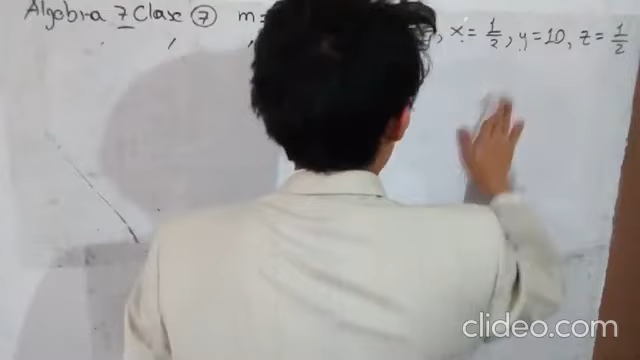 Algebra 7 Clase 7 m= , x = 1/2, y = 10, z = 1/2
clideo.com